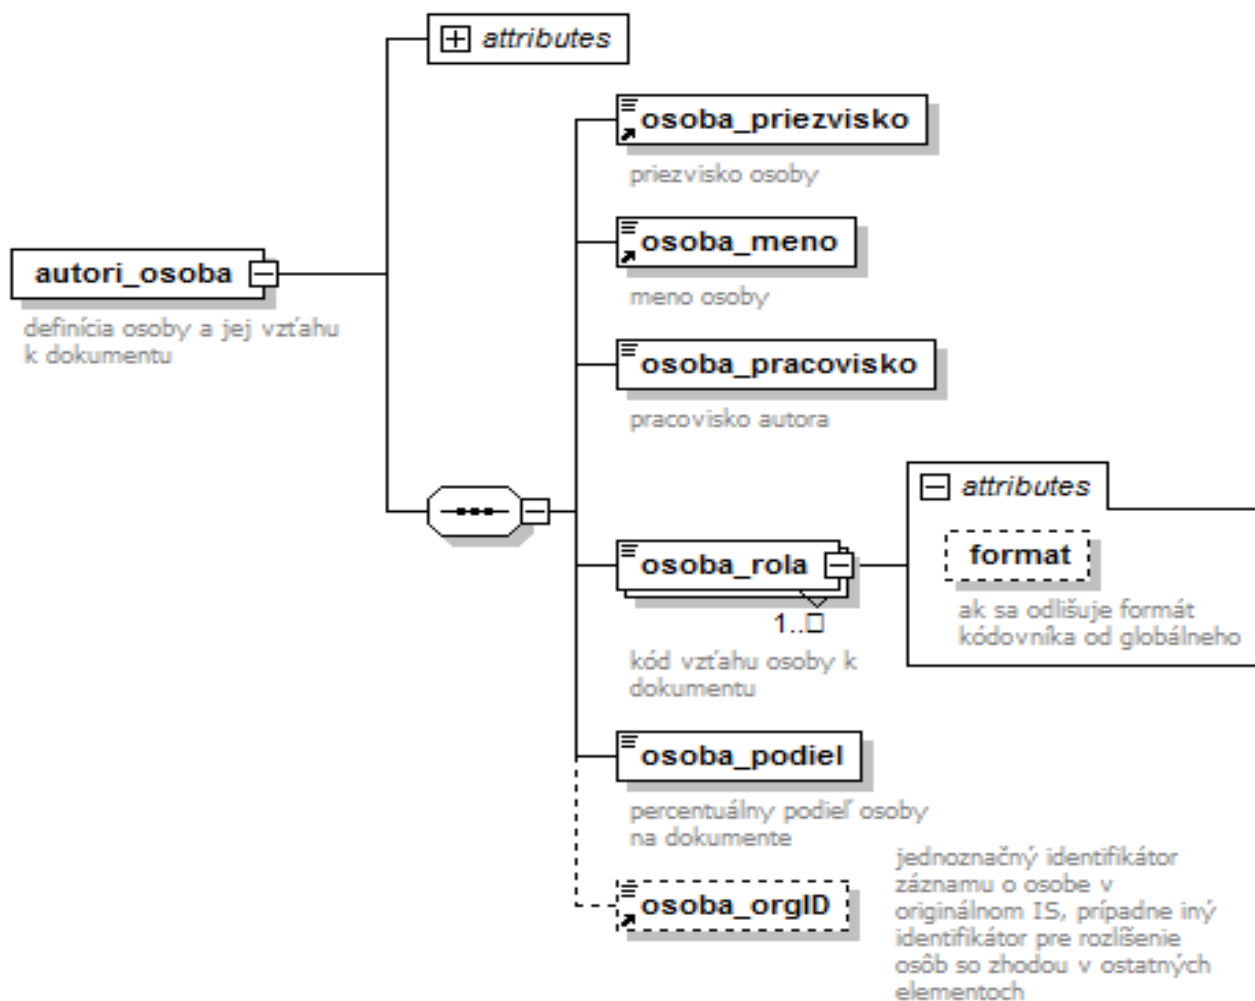 attributes
osoba_priezvisko
priezvisko osoby
osoba_meno
meno osoby
autori_osoba
definícia osoby a jej vzťahu
k dokumentu
osoba_pracovisko
pracovisko autora
attributes
format
ak sa odlišuje formát
kódovníka od globálneho
osoba_rola
1..□
kód vzťahu osoby k
dokumentu
osoba_podiel
percentuálny podieľ osoby
na dokumente
osoba_orgID
jednoznačný identifikátor
záznamu o osobe v
originálnom IS, prípadne iný
identifikátor pre rozlíšenie
osôb so zhodou v ostatných
elementoch